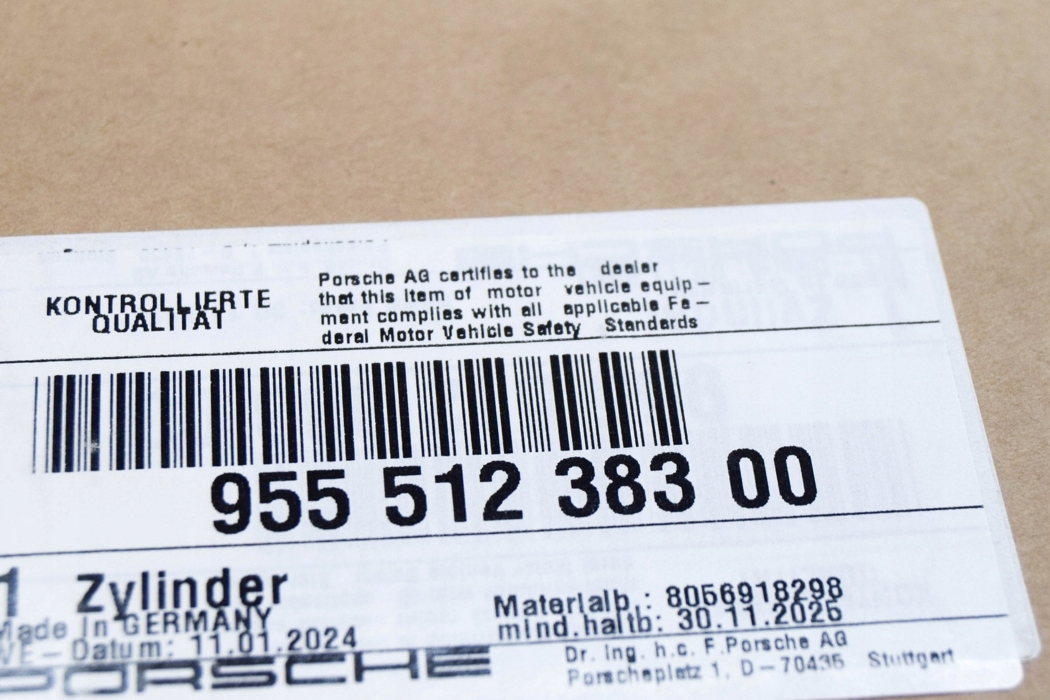 KONTROLLIERTE
QUALITÄT
Porsche AG certifies to the dealer
that this item of motor vehicle equip-
ment complies with all applicable Fe-
deral Motor Vehicle Safety Standards
955 512 383 00
1 Zylinder
Made in GERMANY
WE-Datum: 11.01.2024
PORSCHE
Materialb.: 8056918298
mind.haltb: 30.11.2026
Dr. Ing. h.c. F.Porsche AG
Porscheplatz 1, D-70435 Stuttgart